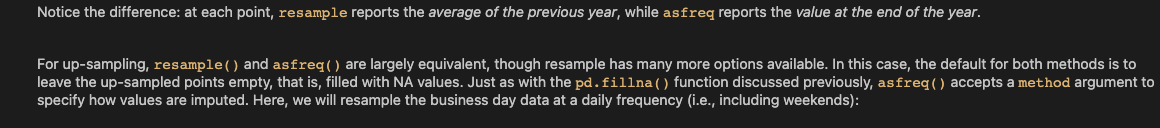 Notice the difference: at each point, resample reports the average of the previous year, while asfreq reports the value at the end of the year.
For up-sampling, resample() and asfreq() are largely equivalent, though resample has many more options available. In this case, the default for both methods is to
leave the up-sampled points empty, that is, filled with NA values. Just as with the pd.fillna() function discussed previously, asfreq() accepts a method argument to
specify how values are imputed. Here, we will resample the business day data at a daily frequency (i.e., including weekends):